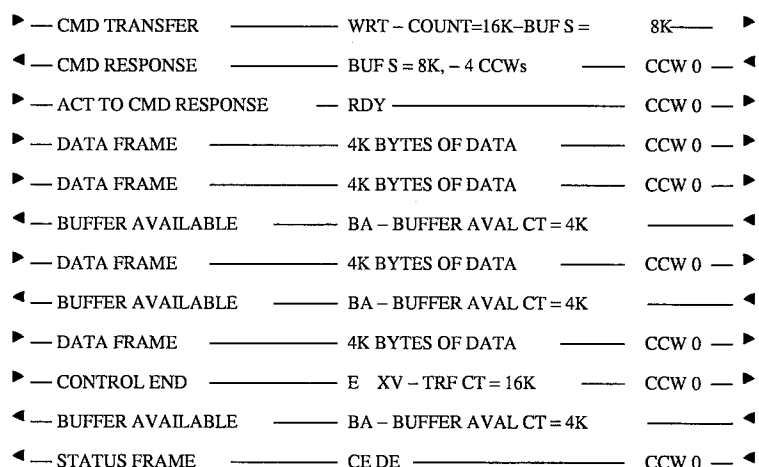 CMD TRANSFER WRT – COUNT=16K–BUF S = 8K
CMD RESPONSE BUF S = 8K, – 4 CCWs CCW 0
ACT TO CMD RESPONSE RDY CCW 0
DATA FRAME 4K BYTES OF DATA CCW 0
DATA FRAME 4K BYTES OF DATA CCW 0
BUFFER AVAILABLE BA – BUFFER AVAL CT = 4K
DATA FRAME 4K BYTES OF DATA CCW 0
BUFFER AVAILABLE BA – BUFFER AVAL CT = 4K
DATA FRAME 4K BYTES OF DATA CCW 0
CONTROL END E XV – TRF CT = 16K CCW 0
BUFFER AVAILABLE BA – BUFFER AVAL CT = 4K
STATUS FRAME CE DE CCW 0